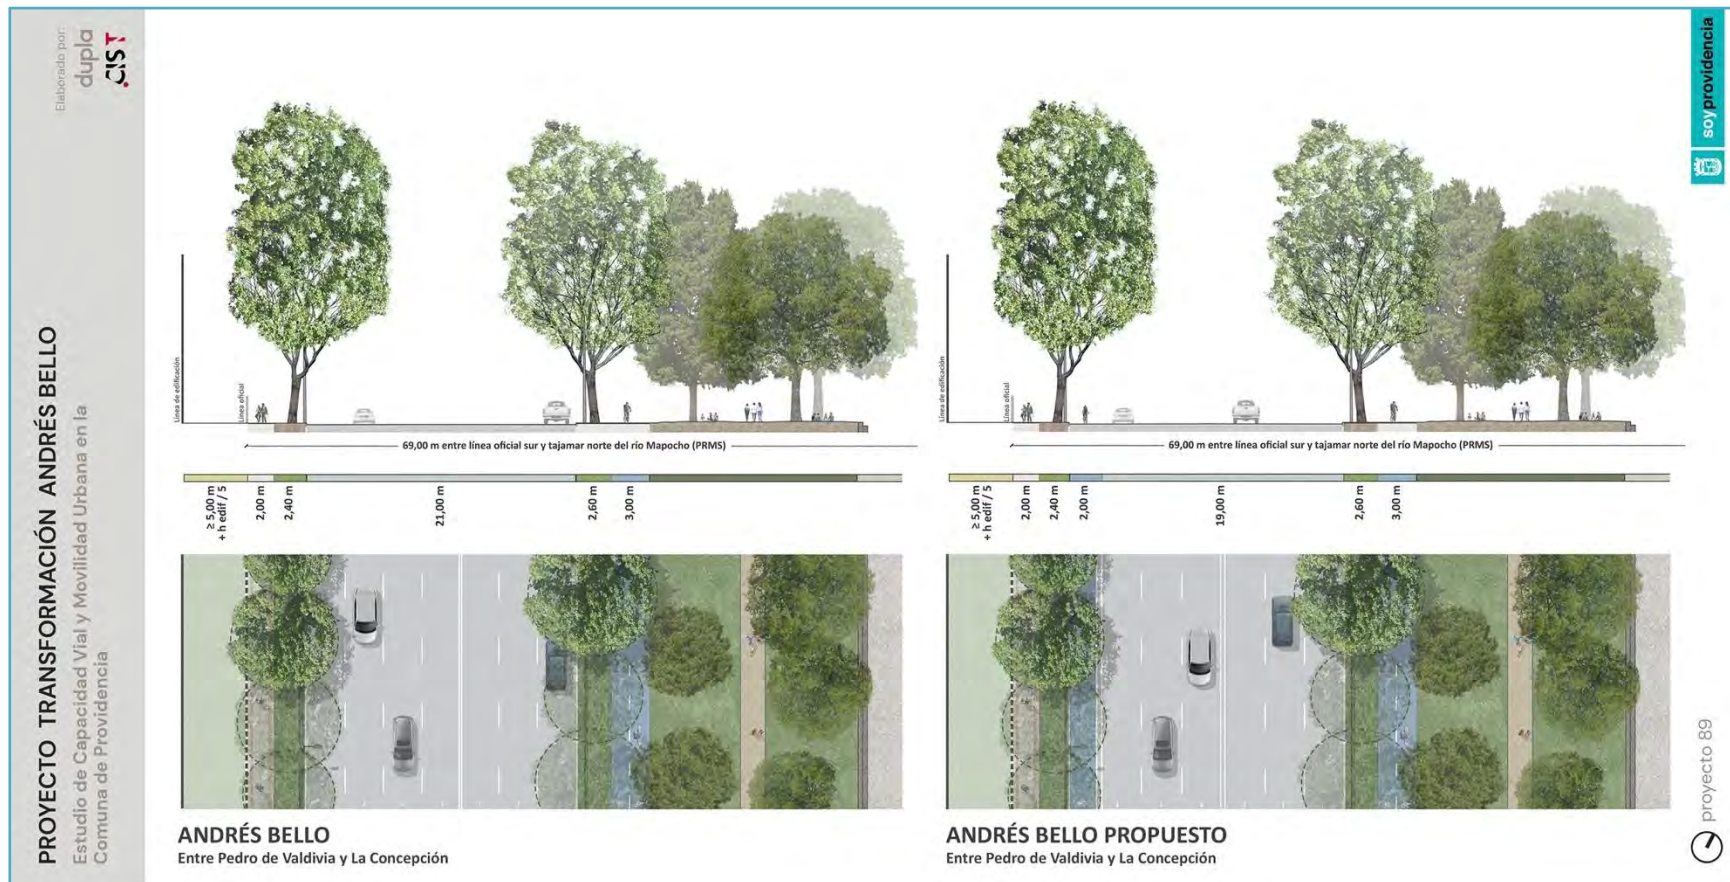 PROYECTO TRANSFORMACIÓN ANDRÉS BELLO
Estudio de Capacidad Vial y Movilidad Urbana en la
Comuna de Providencia
Elaborado por:
dupla
.CIST
soyprovidencia
Línea de edificación
Línea oficial
69,00 m entre línea oficial sur y tajamar norte del río Mapocho (PRMS)
≥ 5,00 m
+ h edif / 5
2,00 m
2,40 m
21,00 m
2,60 m
3,00 m
ANDRÉS BELLO
Entre Pedro de Valdivia y La Concepción
Línea de edificación
Línea oficial
69,00 m entre línea oficial sur y tajamar norte del río Mapocho (PRMS)
≥ 5,00 m
+ h edif / 5
2,00 m
2,40 m
2,00 m
19,00 m
2,60 m
3,00 m
ANDRÉS BELLO PROPUESTO
Entre Pedro de Valdivia y La Concepción
proyecto 89